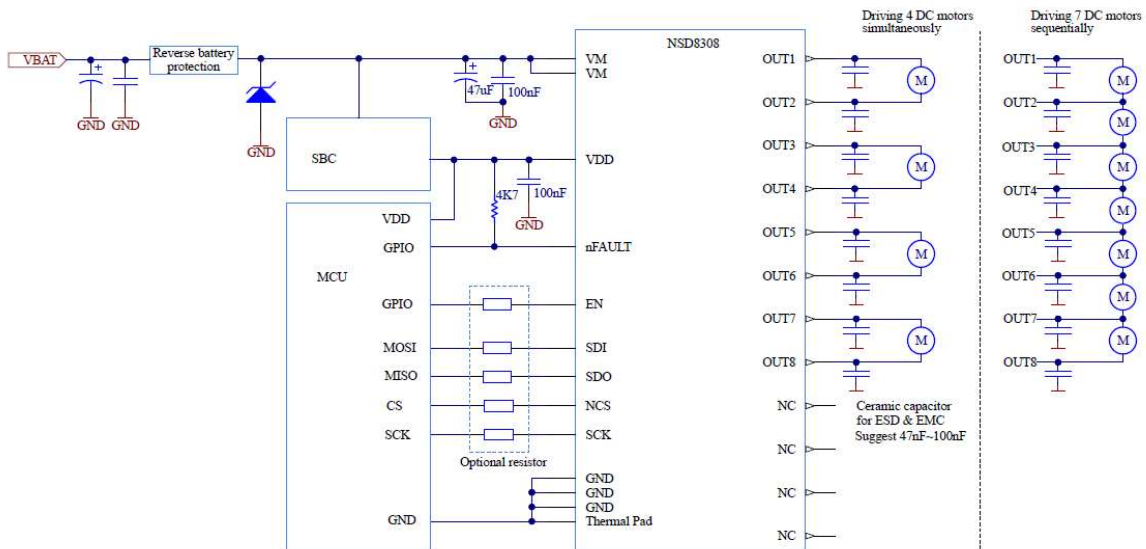 Driving 4 DC motors
simultaneously
Driving 7 DC motors
sequentially
VBAT
Reverse battery
protection
GND
GND
GND
47uF
100nF
GND
NSD8308
VM
VM
VDD
nFAULT
EN
SDI
SDO
NCS
SCK
GND
GND
GND
Thermal Pad
SBC
4K7
100nF
GND
MCU
VDD
GPIO
GPIO
MOSI
MISO
CS
SCK
GND
Optional resistor
OUT1
OUT2
OUT3
OUT4
OUT5
OUT6
OUT7
OUT8
NC
NC
NC
NC
M
M
M
M
Ceramic capacitor
for ESD & EMC
Suggest 47nF~100nF
OUT1
OUT2
OUT3
OUT4
OUT5
OUT6
OUT7
OUT8
M
M
M
M
M
M
M